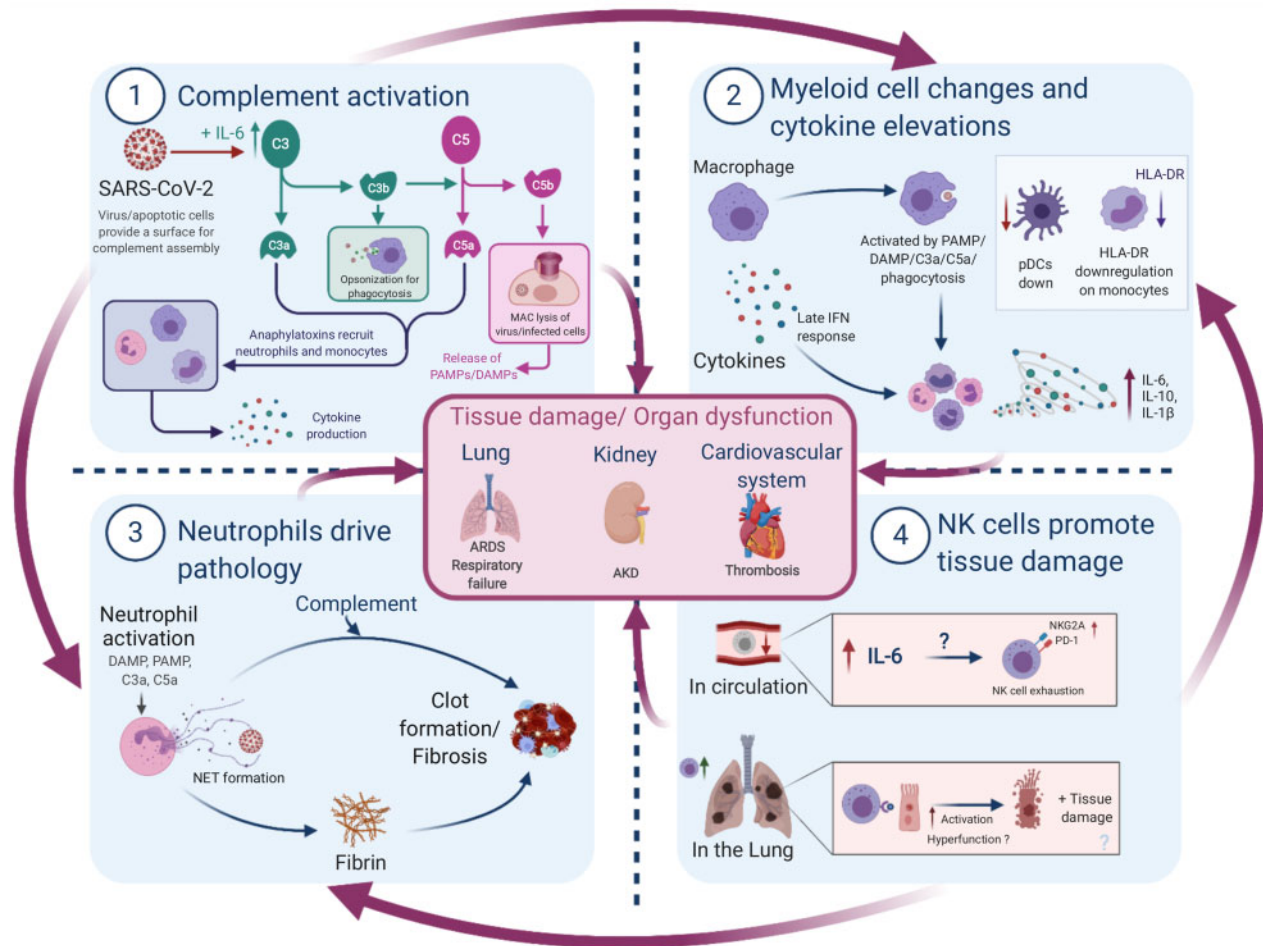 1
Complement activation
+ IL-6
C3
C5
SARS-CoV-2
Virus/apoptotic cells
provide a surface for
complement assembly
C3b
C5b
C3a
C5a
Opsonization for
phagocytosis
MAC lysis of
virus/infected cells
Anaphylatoxins recruit
neutrophils and monocytes
Release of
PAMPs/DAMPs
Cytokine
production
2
Myeloid cell changes and
cytokine elevations
Macrophage
Activated by PAMP/
DAMP/C3a/C5a/
phagocytosis
HLA-DR
pDCs
down
HLA-DR
downregulation
on monocytes
Late IFN
response
Cytokines
IL-6,
IL-10,
IL-1β
Tissue damage/ Organ dysfunction
Lung
ARDS
Respiratory
failure
Kidney
AKD
Cardiovascular
system
Thrombosis
3
Neutrophils drive
pathology
Complement
Neutrophil
activation
DAMP, PAMP,
C3a, C5a
NET formation
Clot
formation/
Fibrosis
Fibrin
4
NK cells promote
tissue damage
In circulation
IL-6
?
NKG2A
PD-1
NK cell exhaustion
In the Lung
Activation
Hyperfunction ?
+ Tissue
damage
?